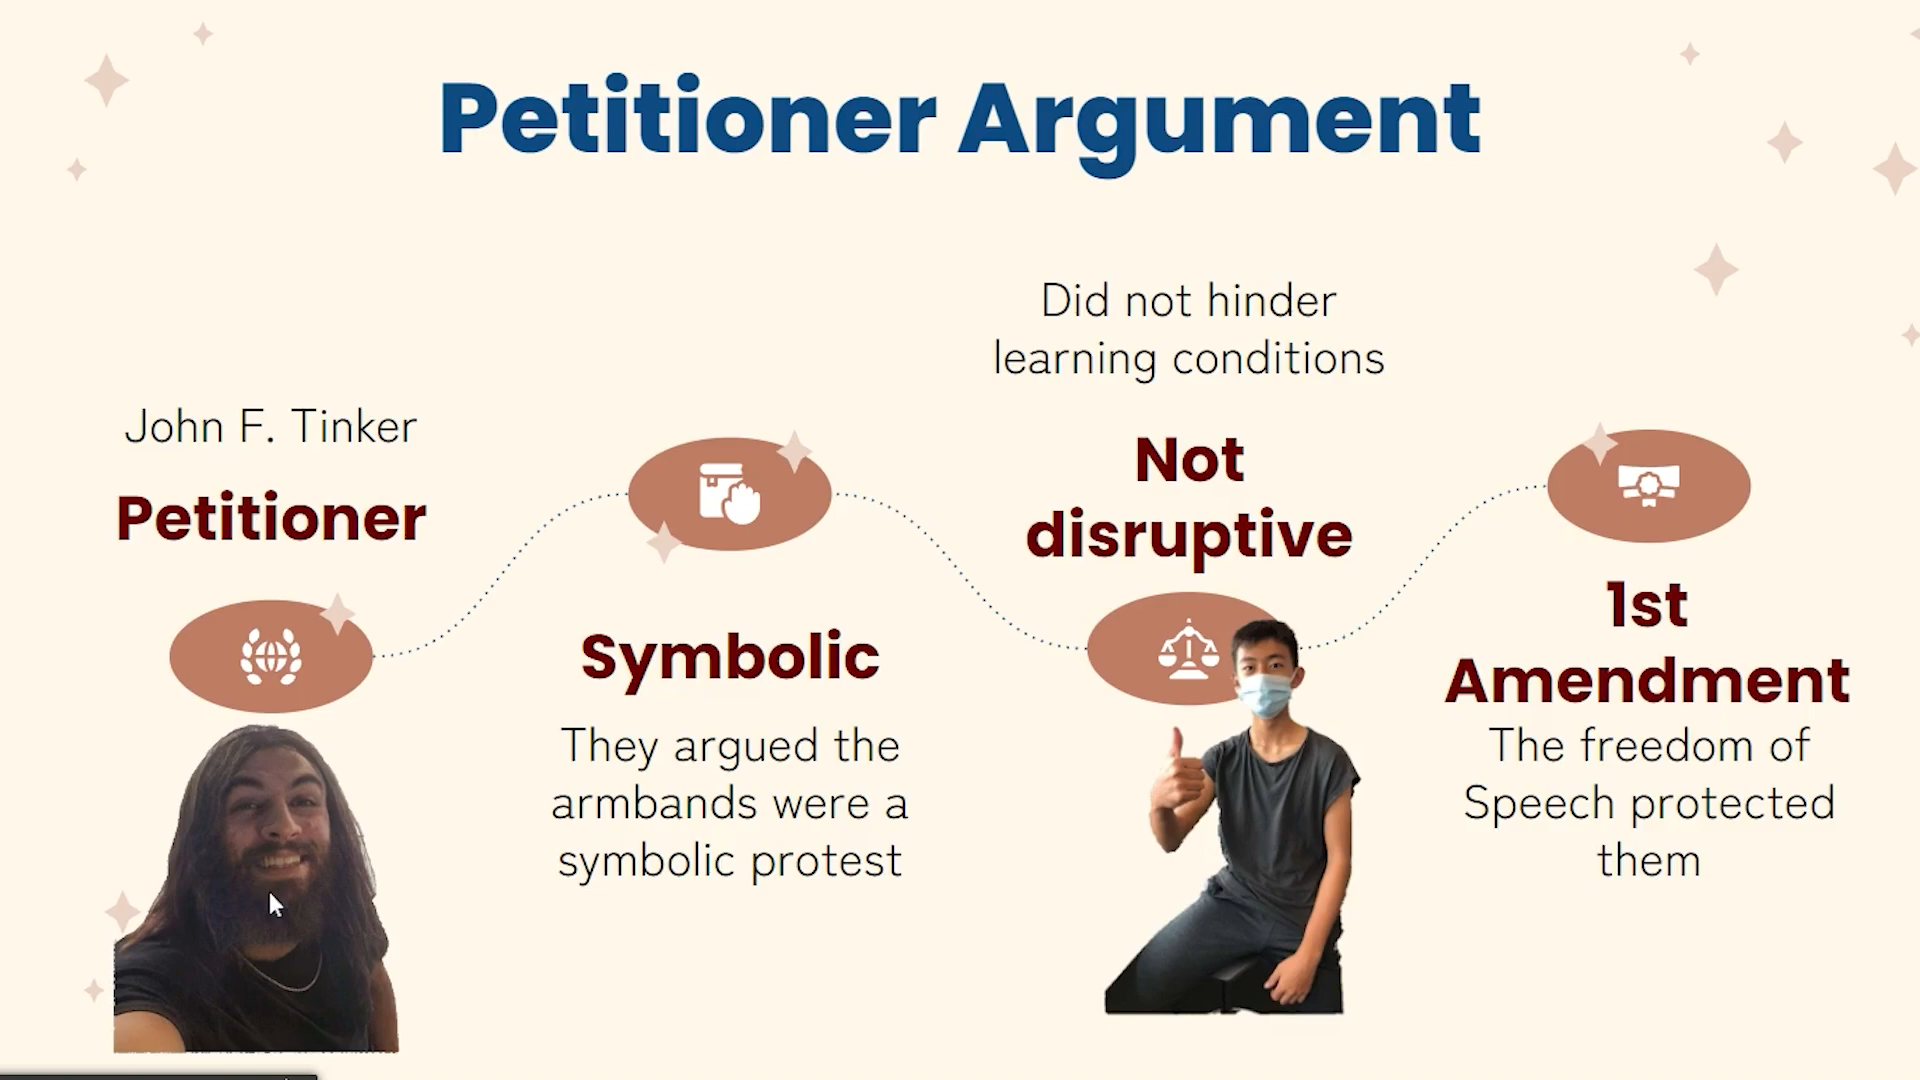 Petitioner Argument
John F. Tinker
Petitioner
Symbolic
They argued the
armbands were a
symbolic protest
Did not hinder
learning conditions
Not
disruptive
1st
Amendment
The freedom of
Speech protected
them